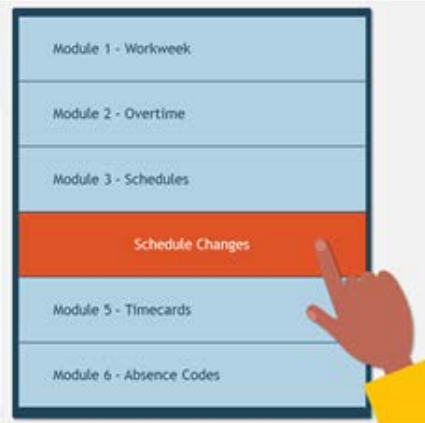 Module 1 - Workweek
Module 2 - Overtime
Module 3 - Schedules
Schedule Changes
Module 5 - Timecards
Module 6 - Absence Codes